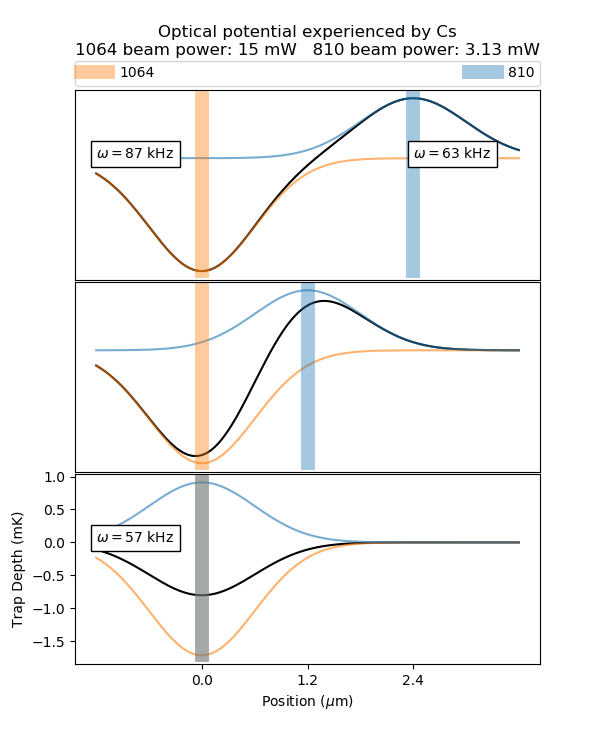 Optical potential experienced by Cs
1064 beam power: 15 mW   810 beam power: 3.13 mW
1064
810
ω = 87 kHz
ω = 63 kHz
1.0
0.5
0.0
−0.5
−1.0
−1.5
Trap Depth (mK)
ω = 57 kHz
0.0
1.2
2.4
Position (μm)